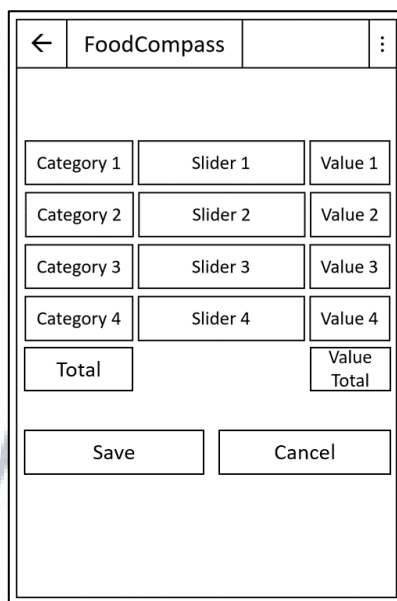 ← FoodCompass ⋮
Category 1 Slider 1 Value 1
Category 2 Slider 2 Value 2
Category 3 Slider 3 Value 3
Category 4 Slider 4 Value 4
Total Value
Total
Save Cancel